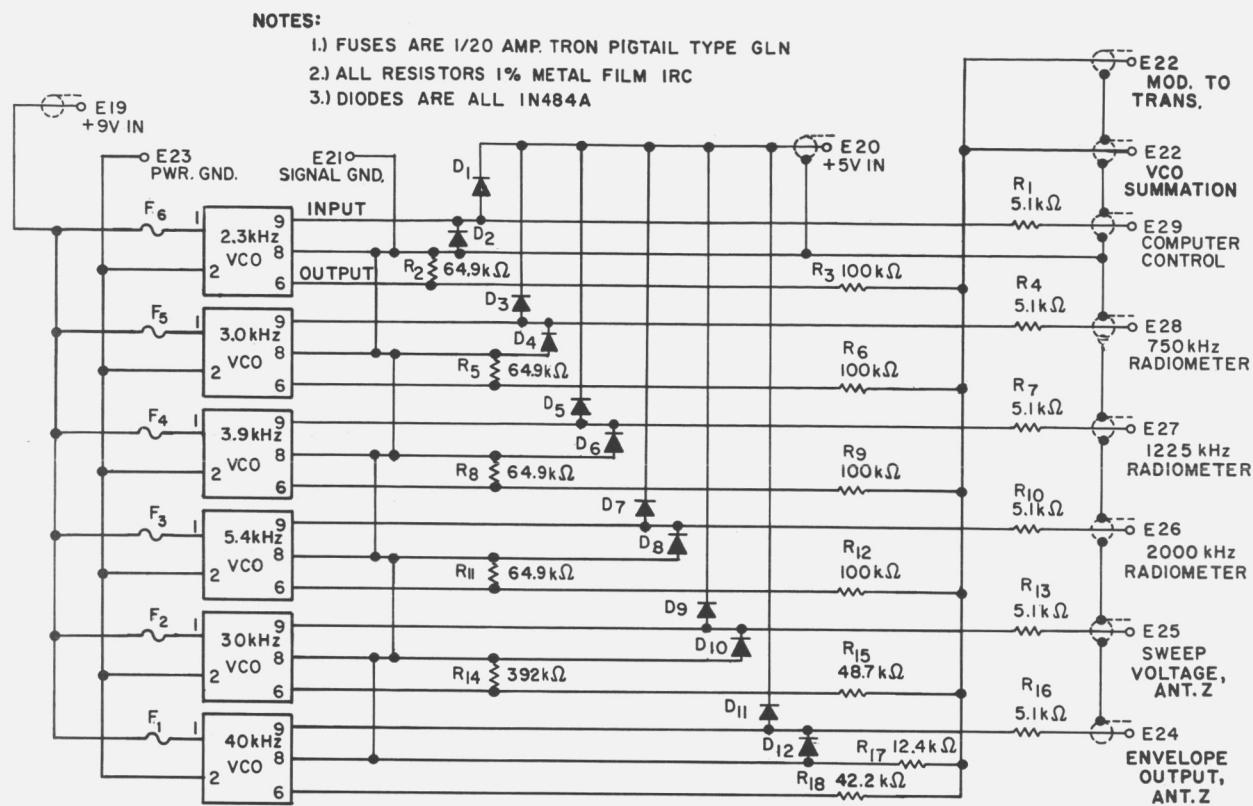 NOTES:
1.) FUSES ARE 1/20 AMP. TRON PIGTAIL TYPE GLN
2.) ALL RESISTORS 1% METAL FILM IRC
3.) DIODES ARE ALL 1N484A
E22
MOD. TO
TRANS.
E19
+9V IN
E23
PWR. GND.
E21
SIGNAL GND.
D1
E20
+5V IN
E22
VCO
SUMMATION
F6
1
2.3kHz
VCO
2
9
8
6
INPUT
OUTPUT
D2
R2
64.9kΩ
R1
5.1kΩ
R3 100kΩ
E29
COMPUTER
CONTROL
F5
1
3.0kHz
VCO
2
9
8
6
D3
D4
R5
64.9kΩ
R4
5.1kΩ
R6
100kΩ
E28
750kHz
RADIOMETER
F4
1
3.9kHz
VCO
2
9
8
6
D5
D6
R8
64.9kΩ
R7
5.1kΩ
R9
100kΩ
E27
1225 kHz
RADIOMETER
F3
1
5.4kHz
VCO
2
9
8
6
D7
D8
R11
64.9kΩ
R10
5.1kΩ
R12
100kΩ
E26
2000 kHz
RADIOMETER
F2
1
30kHz
VCO
2
9
8
6
D9
D10
R14
392kΩ
R13
5.1kΩ
R15
48.7kΩ
E25
SWEEP
VOLTAGE,
ANT. Z
F1
1
40kHz
VCO
2
9
8
6
D11
D12
R16
5.1kΩ
R17 12.4kΩ
R18 42.2kΩ
E24
ENVELOPE
OUTPUT,
ANT. Z